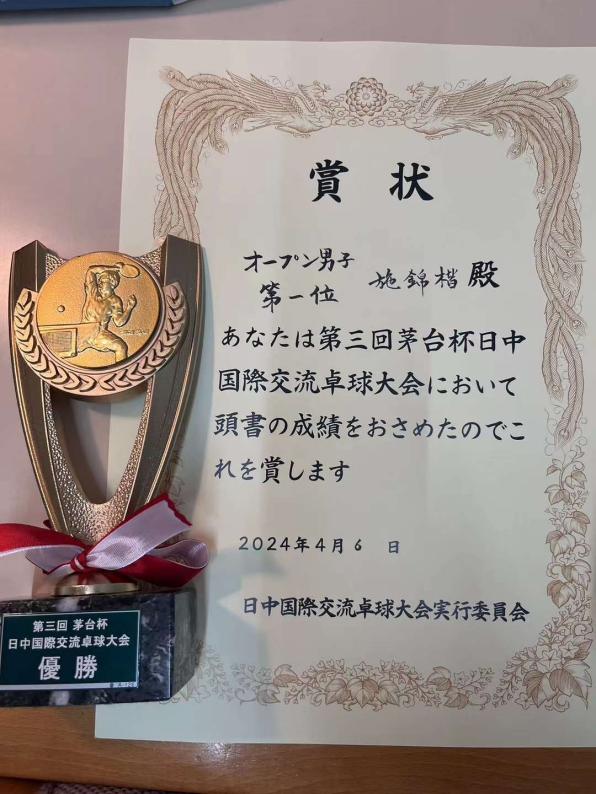 賞状
オープン男子
第一位
施錦楷 殿
あなたは第三回茅台杯日中
国際交流卓球大会において
頭書の成績をおさめたのでこ
れを賞します
2024年4月6日
日中国際交流卓球大会実行委員会
第三回 茅台杯
日中国際交流卓球大会
優勝